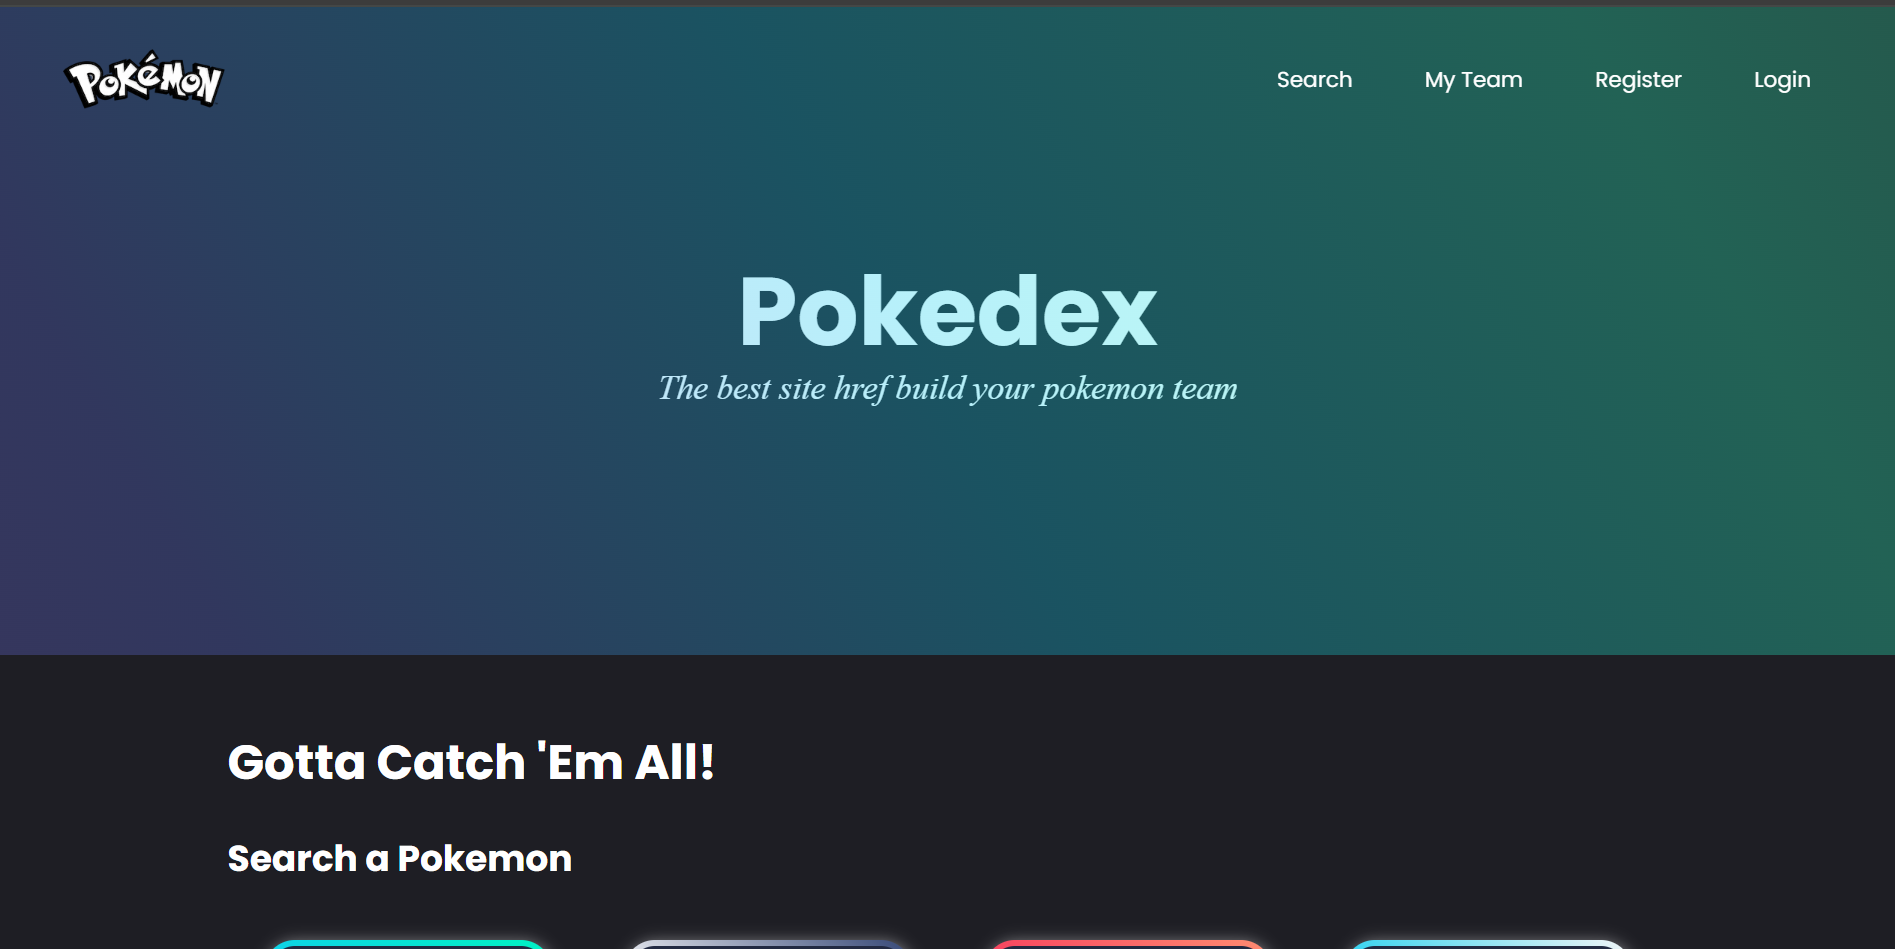 POKéMON
Search My Team Register Login
Pokedex
The best site href build your pokemon team
Gotta Catch 'Em All!
Search a Pokemon